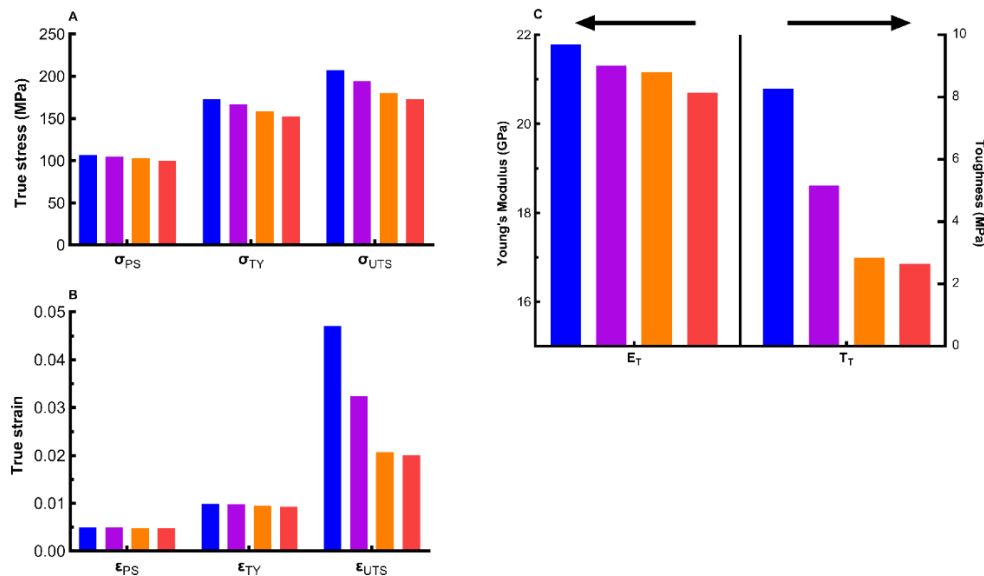 A
True stress (MPa)
250
200
150
100
50
0
σPS
σTY
σUTS
B
True strain
0.05
0.04
0.03
0.02
0.01
0.00
εPS
εTY
εUTS
C
Young's Modulus (GPa)
22
20
18
16
ET
TT
10
8
6
4
2
0
Toughness (MPa)